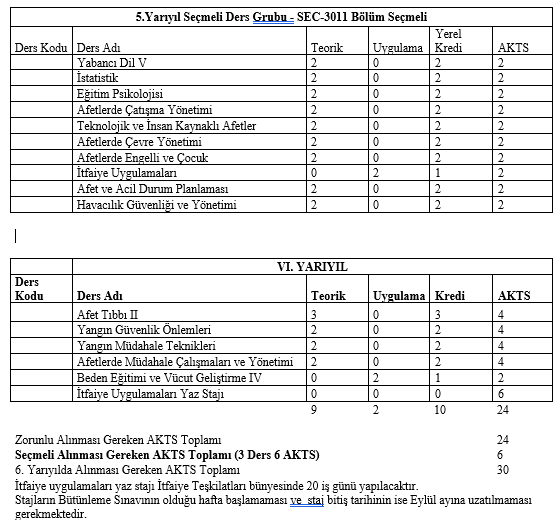 5.Yarıyıl Seçmeli Ders Grubu - SEC-3011 Bölüm Seçmeli
Ders Kodu Ders Adı Teorik Uygulama Yerel Kredi AKTS
Yabancı Dil V 2 0 2 2
İstatistik 2 0 2 2
Eğitim Psikolojisi 2 0 2 2
Afetlerde Çatışma Yönetimi 2 0 2 2
Teknolojik ve İnsan Kaynaklı Afetler 2 0 2 2
Afetlerde Çevre Yönetimi 2 0 2 2
Afetlerde Engelli ve Çocuk 2 0 2 2
İtfaiye Uygulamaları 0 2 1 2
Afet ve Acil Durum Planlaması 2 0 2 2
Havacılık Güvenliği ve Yönetimi 2 0 2 2
VI. YARIYIL
Ders Kodu Ders Adı Teorik Uygulama Kredi AKTS
Afet Tıbbı II 3 0 3 4
Yangın Güvenlik Önlemleri 2 0 2 4
Yangın Müdahale Teknikleri 2 0 2 4
Afetlerde Müdahale Çalışmaları ve Yönetimi 2 0 2 4
Beden Eğitimi ve Vücut Geliştirme IV 0 2 1 2
İtfaiye Uygulamaları Yaz Stajı 0 0 0 6
9 2 10 24
Zorunlu Alınması Gereken AKTS Toplamı 24
Seçmeli Alınması Gereken AKTS Toplamı (3 Ders 6 AKTS) 6
6. Yarıyılda Alınması Gereken AKTS Toplamı 30
İtfaiye uygulamaları yaz stajı İtfaiye Teşkilatları bünyesinde 20 iş günü yapılacaktır.
Stajların Bütünleme Sınavının olduğu hafta başlamaması ve staj bitiş tarihinin ise Eylül ayına uzatılmaması
gerekmektedir.